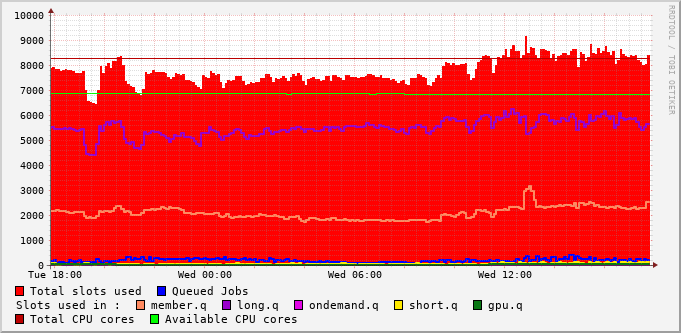 10000
9000
8000
7000
6000
5000
4000
3000
2000
1000
0
Tue 18:00 Wed 00:00 Wed 06:00 Wed 12:00
Total slots used Queued Jobs
Slots used in : member.q long.q ondemand.q short.q gpu.q
Total CPU cores Available CPU cores
RRDTOOL / TOBI OETIKER